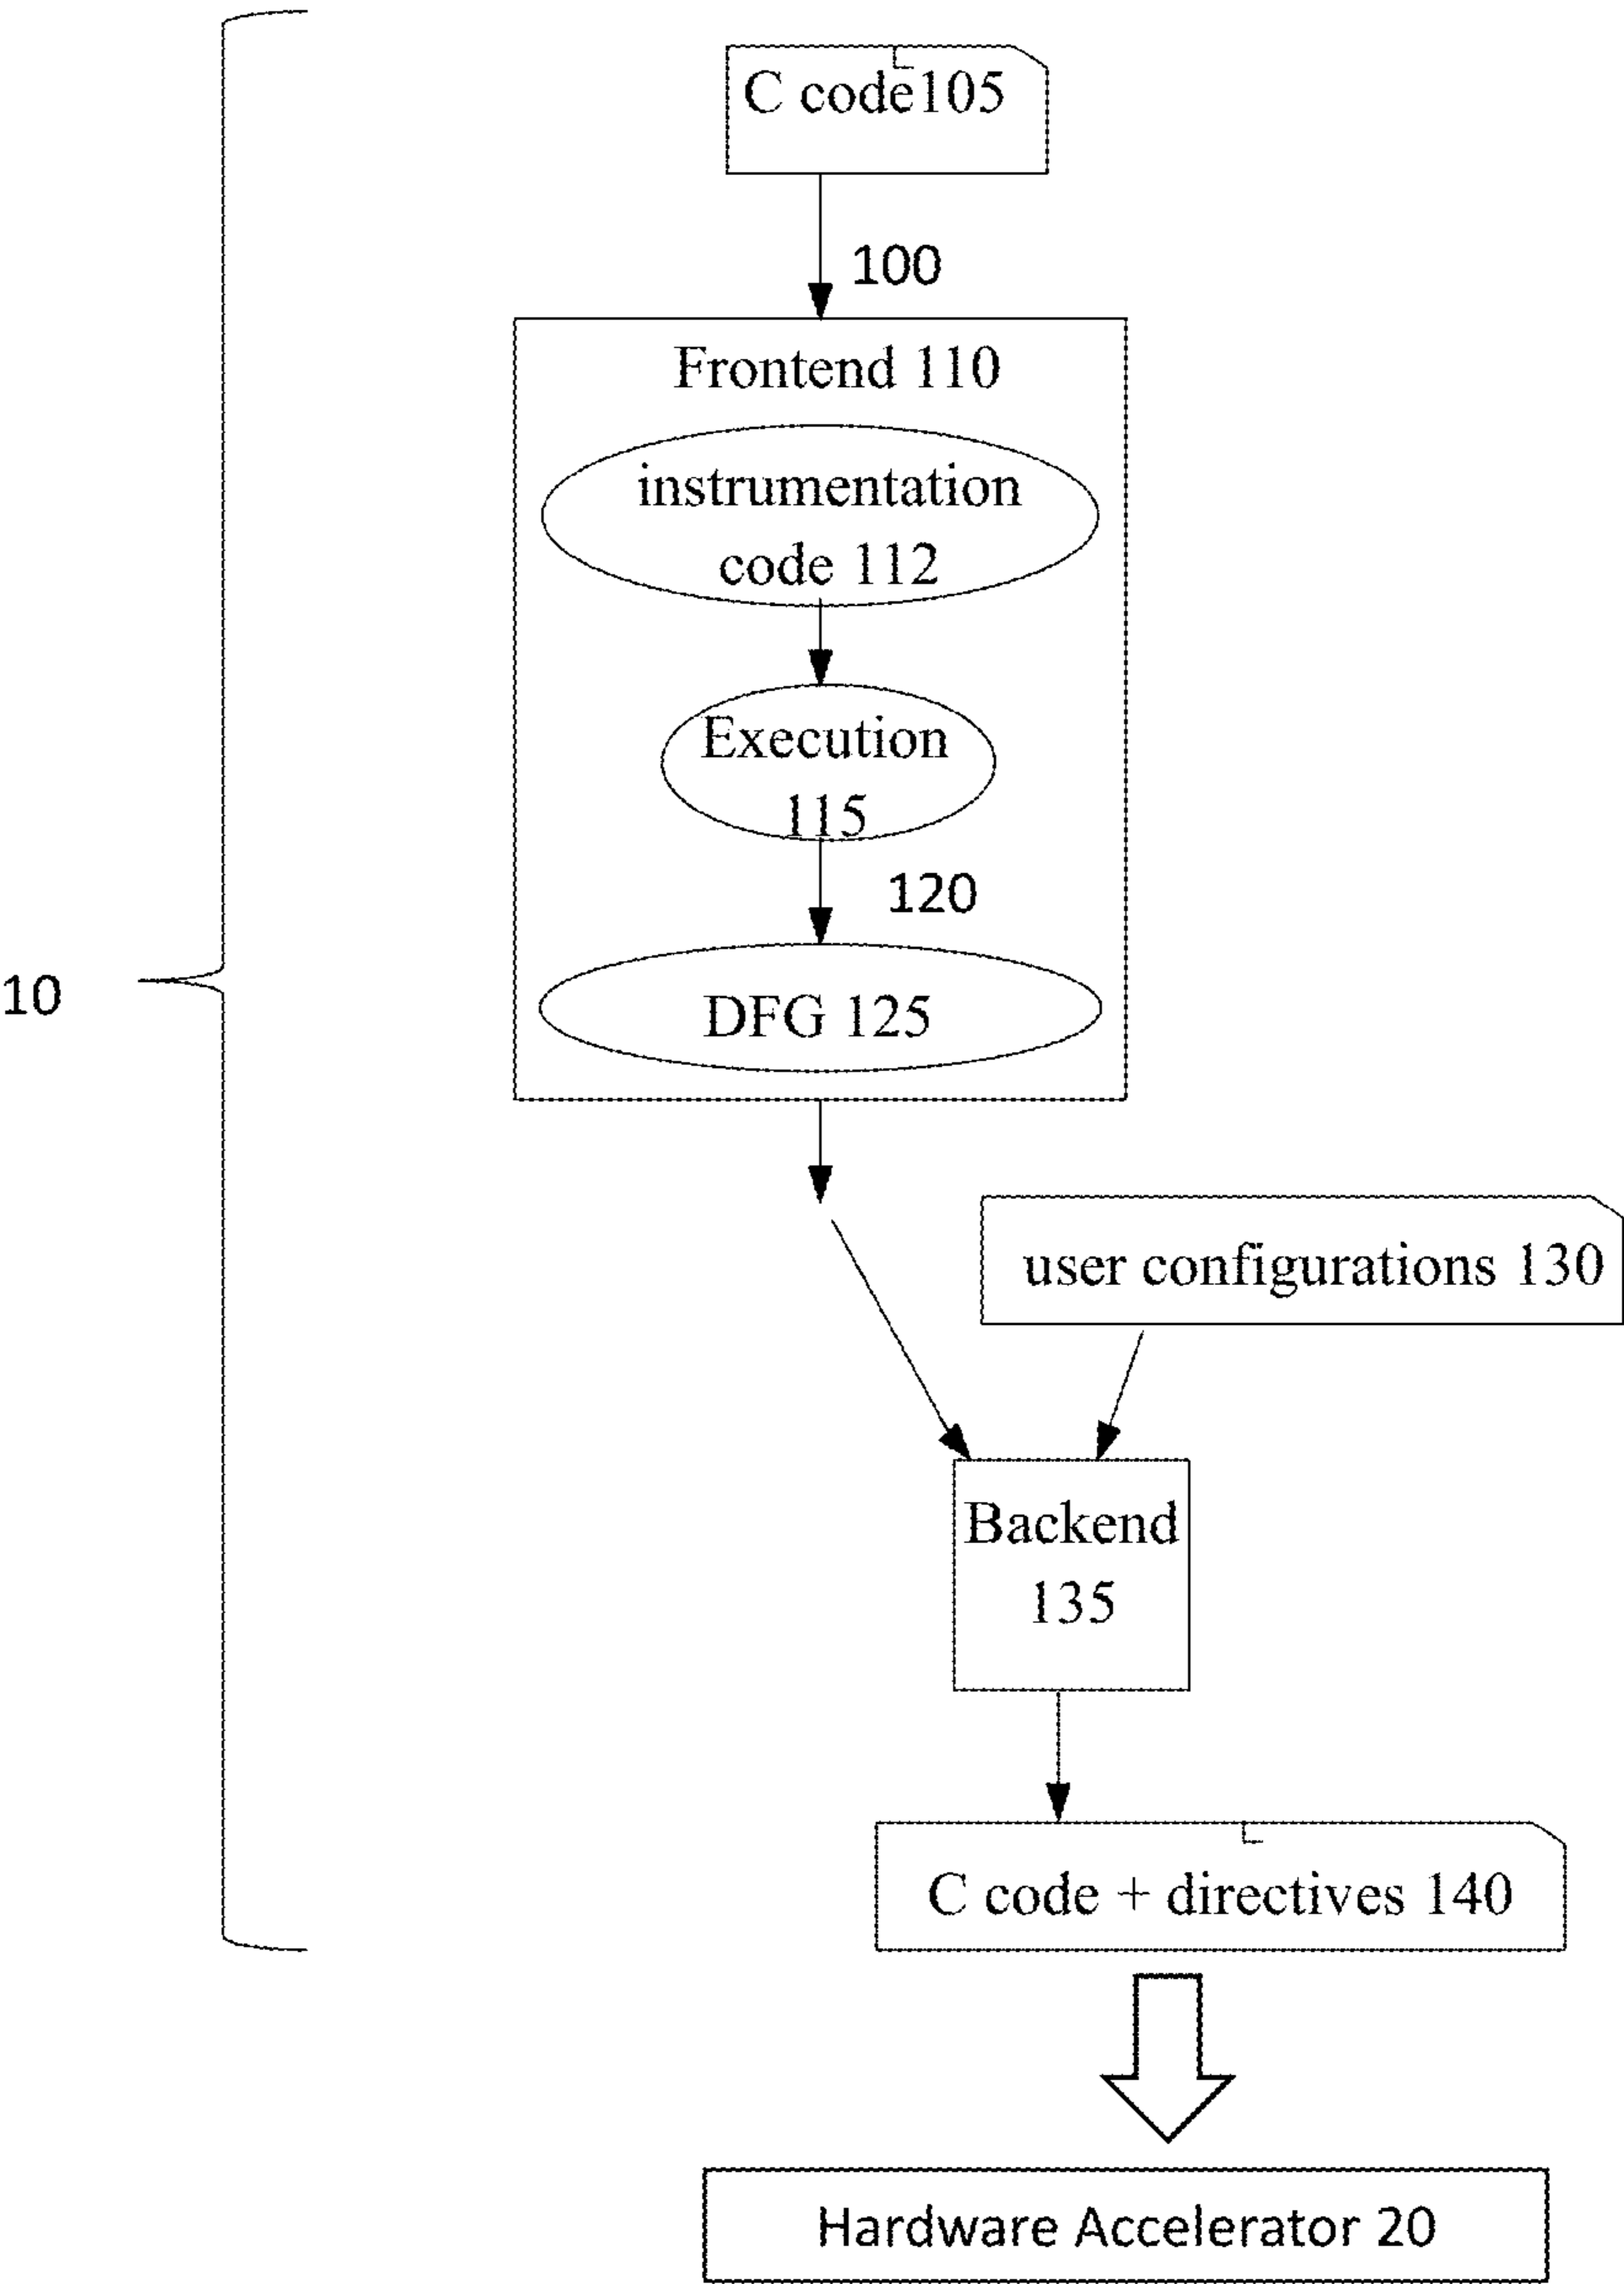 C code105
100
Frontend 110
instrumentation
code 112
Execution
115
120
DFG 125
10
user configurations 130
Backend
135
C code + directives 140
Hardware Accelerator 20